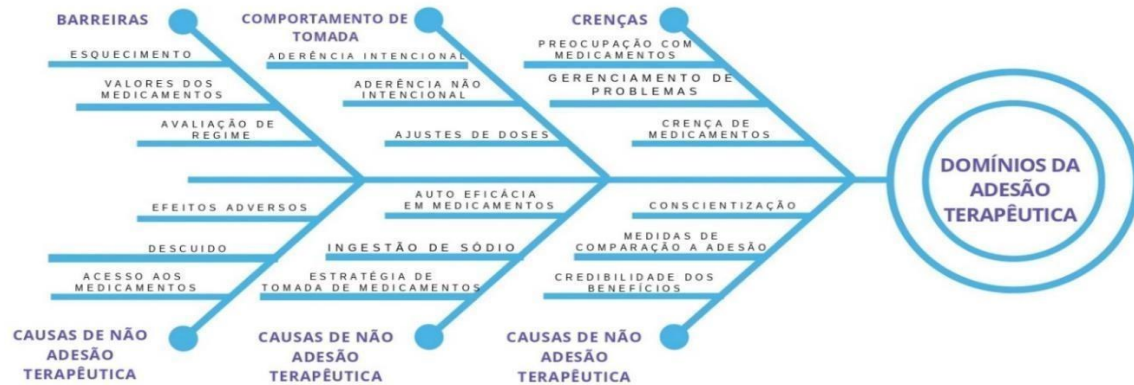 BARREIRAS
ESQUECIMENTO
VALORES DOS
MEDICAMENTOS
AVALIAÇÃO DE
REGIME
COMPORTAMENTO DE
TOMADA
ADERÊNCIA INTENCIONAL
ADERÊNCIA NÃO
INTENCIONAL
AJUSTES DE DOSES
CRENÇAS
PREOCUPAÇÃO COM
MEDICAMENTOS
GERENCIAMENTO DE
PROBLEMAS
CRENÇA DE
MEDICAMENTOS
DOMÍNIOS DA
ADESÃO
TERAPÊUTICA
EFEITOS ADVERSOS
DESCUIDO
ACESSO AOS
MEDICAMENTOS
CAUSAS DE NÃO
ADESÃO
TERAPÊUTICA
AUTO EFICÁCIA
EM MEDICAMENTOS
INGESTÃO DE SÓDIO
ESTRATÉGIA DE
TOMADA DE MEDICAMENTOS
CAUSAS DE NÃO
ADESÃO
TERAPÊUTICA
CONSCIENTIZAÇÃO
MEDIDAS DE
COMPARAÇÃO A ADESÃO
CREDIBILIDADE DOS
BENEFÍCIOS
CAUSAS DE NÃO
ADESÃO
TERAPÊUTICA